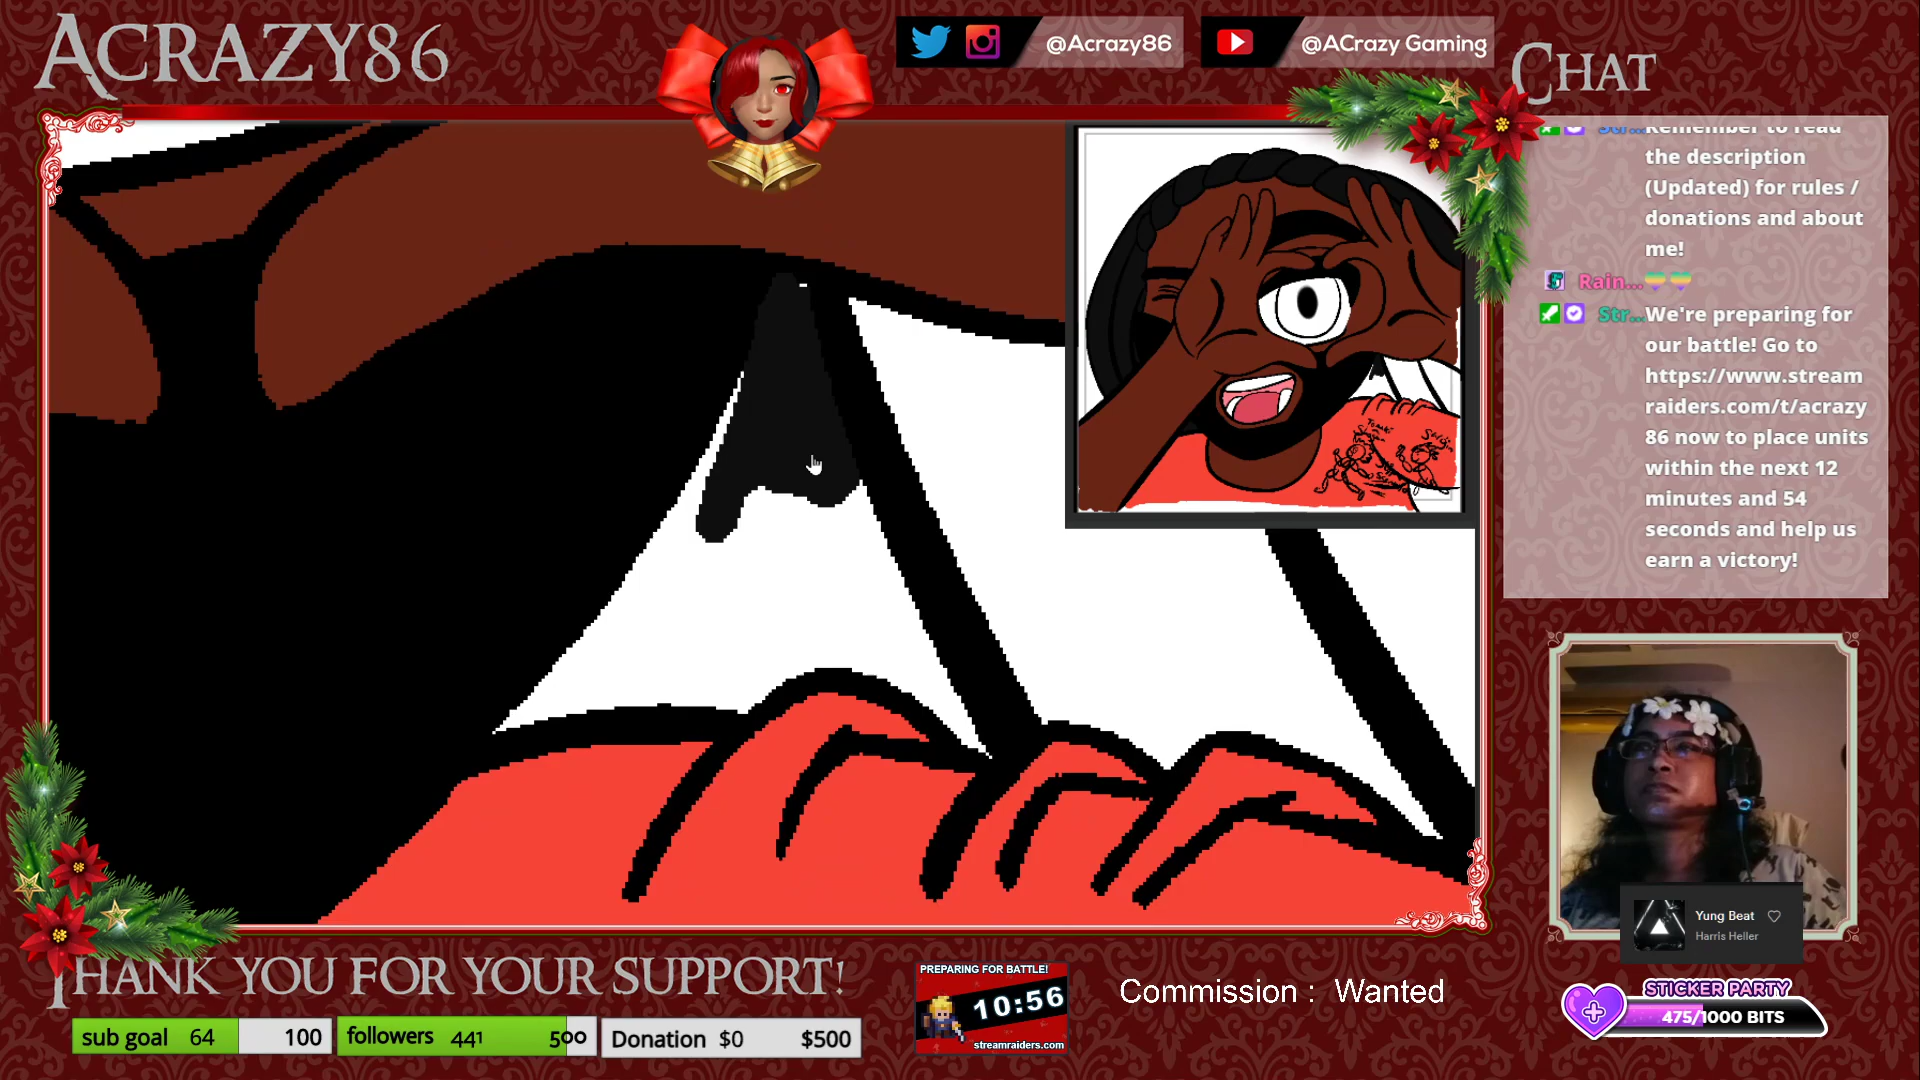 ACRAZY86
@Acrazy86
@ACrazy Gaming
CHAT
Remember to read
the description
(Updated) for rules /
donations and about
me!
Rain...
Str...We're preparing for
our battle! Go to
https://www.stream
raiders.com/t/acrazy
86 now to place units
within the next 12
minutes and 54
seconds and help us
earn a victory!
Yung Beat
Harris Heller
THANK YOU FOR YOUR SUPPORT!
sub goal 64 100
followers 441 500
Donation $0 $500
PREPARING FOR BATTLE!
10:56
streamraiders.com
Commission : Wanted
STICKER PARTY
475/1000 BITS